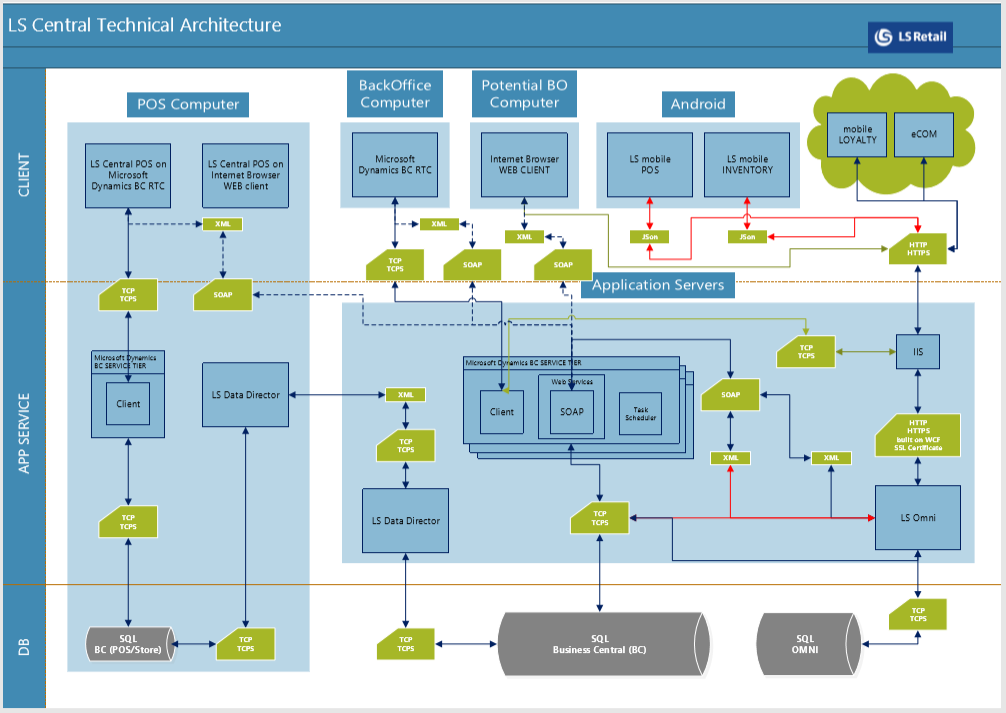 LS Central Technical Architecture
LS Retail
CLIENT
APP SERVICE
DB
POS Computer
BackOffice
Computer
Potential BO
Computer
Android
LS Central POS on
Microsoft
Dynamics BC RTC
LS Central POS on
Internet Browser
WEB client
Microsoft
Dynamics BC RTC
Internet Browser
WEB CLIENT
LS mobile
POS
LS mobile
INVENTORY
mobile
LOYALTY
eCOM
XML
XML
XML
JSon
JSon
HTTP
HTTPS
TCP
TCPS
SOAP
TCP
TCPS
SOAP
SOAP
Application Servers
Microsoft Dynamics
BC SERVICE TIER
Client
LS Data Director
XML
TCP
TCPS
LS Data Director
Microsoft Dynamics BC SERVICE TIER
Web Services
Client
SOAP
Task
Scheduler
TCP
TCPS
IIS
SOAP
XML
XML
HTTP
HTTPS
built on WCF
SSL Certificate
TCP
TCPS
TCP
TCPS
LS Omni
SQL
BC (POS/Store)
TCP
TCPS
TCP
TCPS
SQL
Business Central (BC)
SQL
OMNI
TCP
TCPS